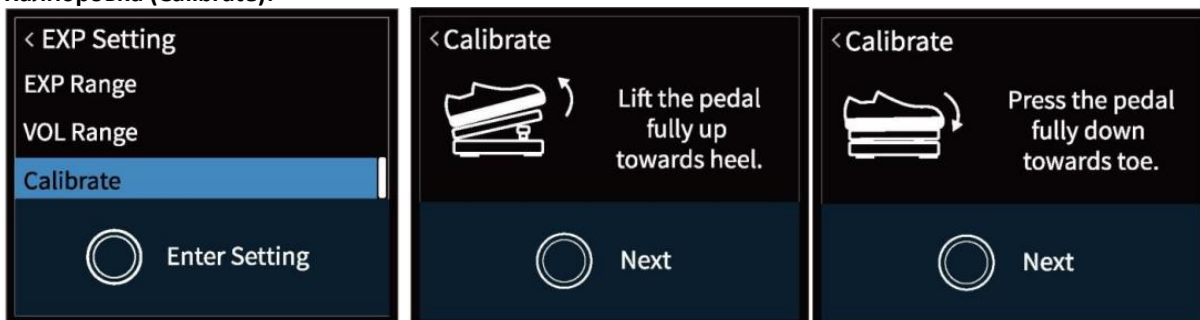 Калибровка (Calibrate):
< EXP Setting
EXP Range
VOL Range
Calibrate
Enter Setting
< Calibrate
Lift the pedal
fully up
towards heel.
Next
< Calibrate
Press the pedal
fully down
towards toe.
Next